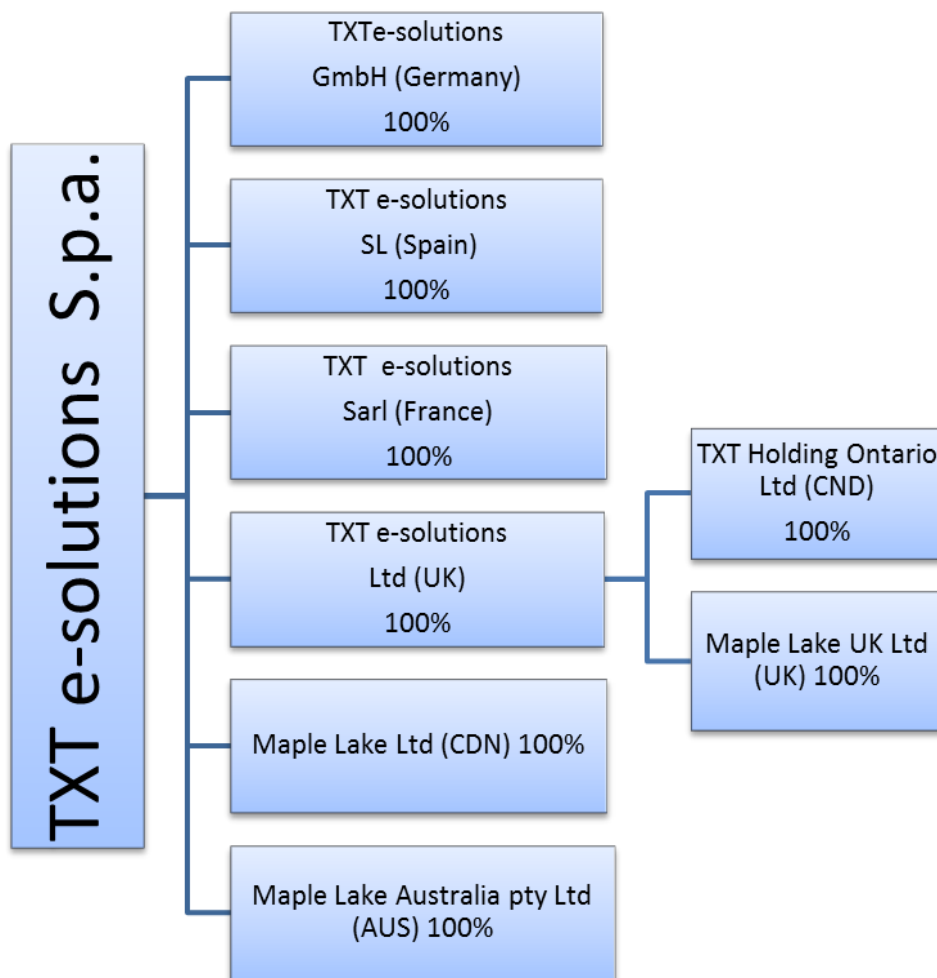 TXT e-solutions S.p.a.
TXTe-solutions
GmbH (Germany)
100%
TXT e-solutions
SL (Spain)
100%
TXT e-solutions
Sarl (France)
100%
TXT e-solutions
Ltd (UK)
100%
TXT Holding Ontario
Ltd (CND)
100%
Maple Lake UK Ltd
(UK) 100%
Maple Lake Ltd (CDN) 100%
Maple Lake Australia pty Ltd
(AUS) 100%